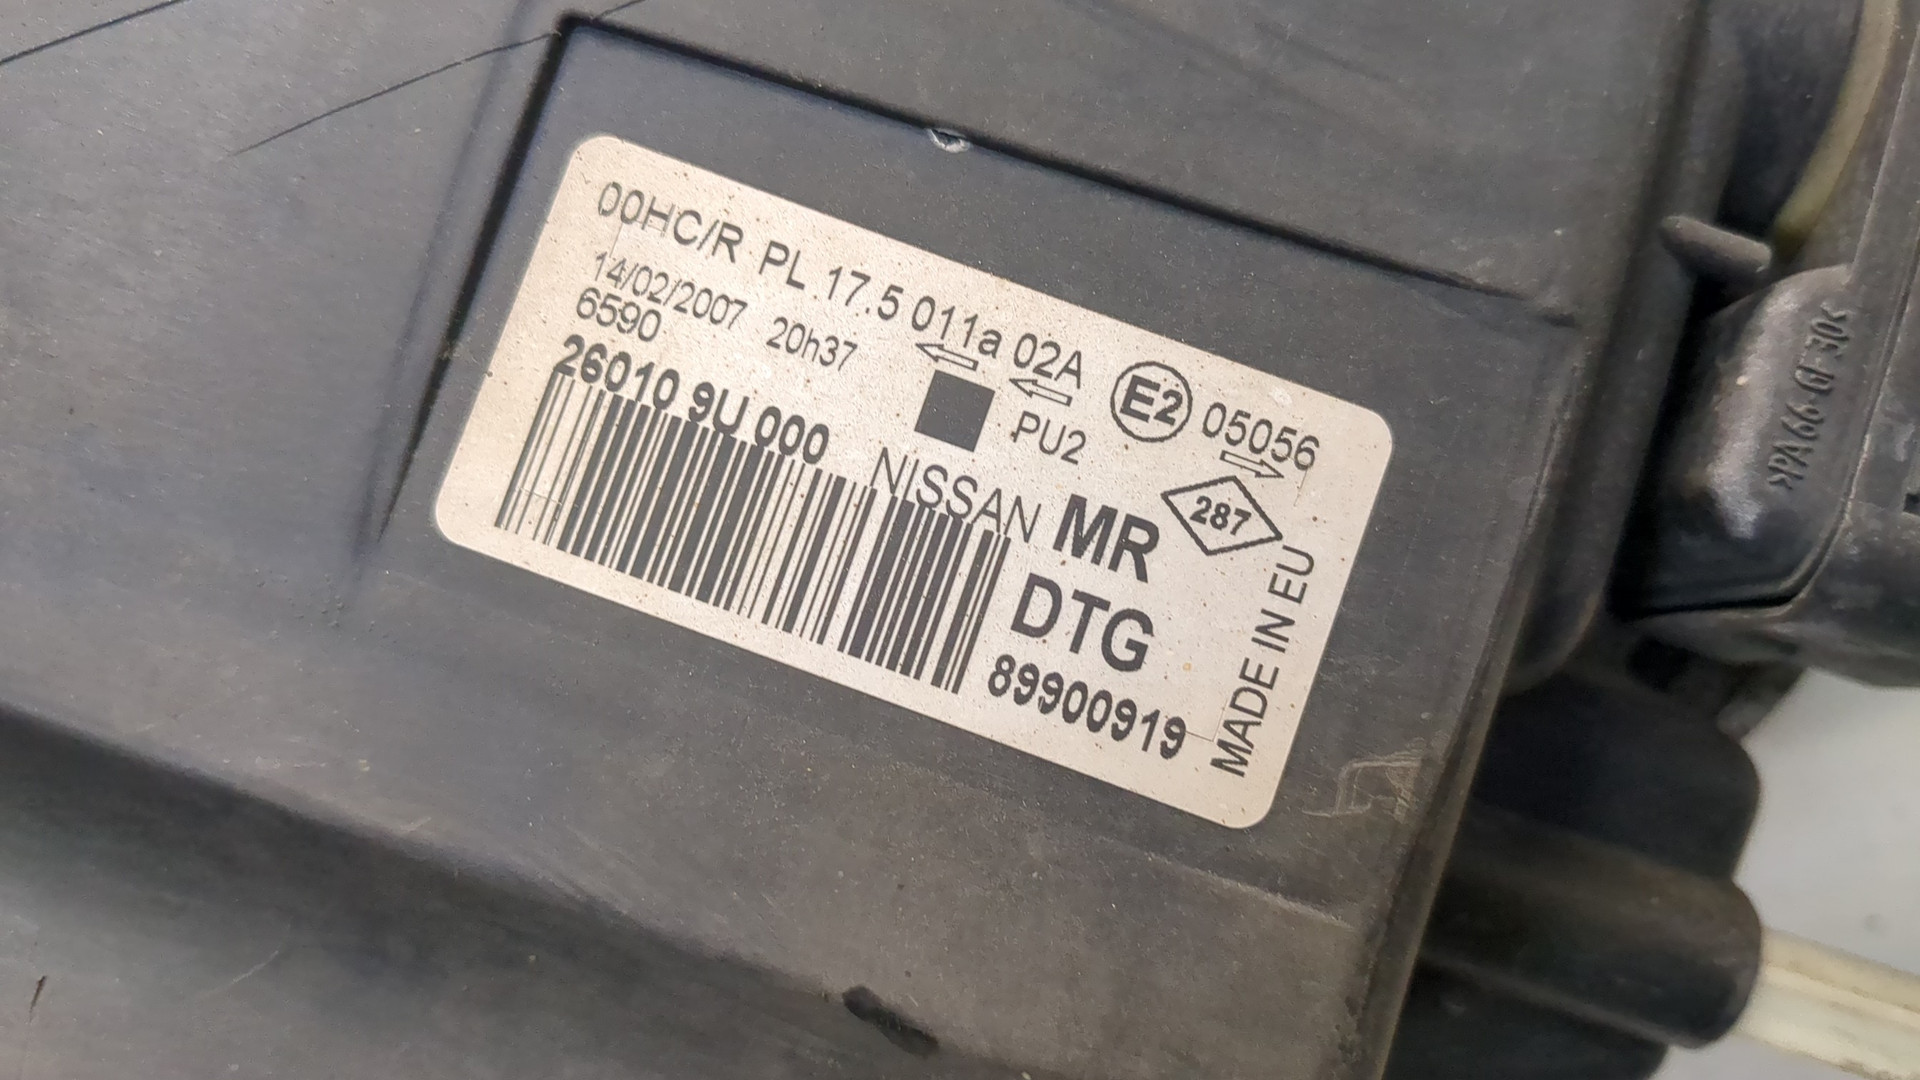 00HC/R PL 17.5 011a 02A E2 05056
14/02/2007 20h37
6590
PU2
26010 9U 000
NISSAN MR
287
DTG
89900919
MADE IN EU